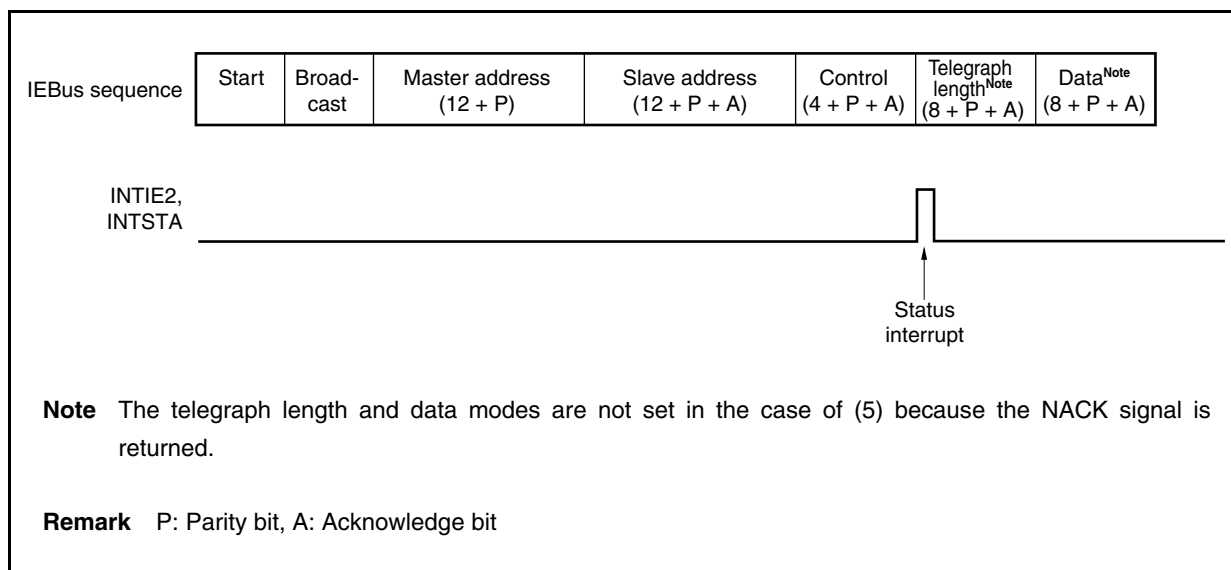 IEBus sequence
Start
Broad-
cast
Master address
(12 + P)
Slave address
(12 + P + A)
Control
(4 + P + A)
Telegraph
lengthNote
(8 + P + A)
DataNote
(8 + P + A)
INTIE2,
INTSTA
Status
interrupt
Note The telegraph length and data modes are not set in the case of (5) because the NACK signal is
returned.
Remark P: Parity bit, A: Acknowledge bit